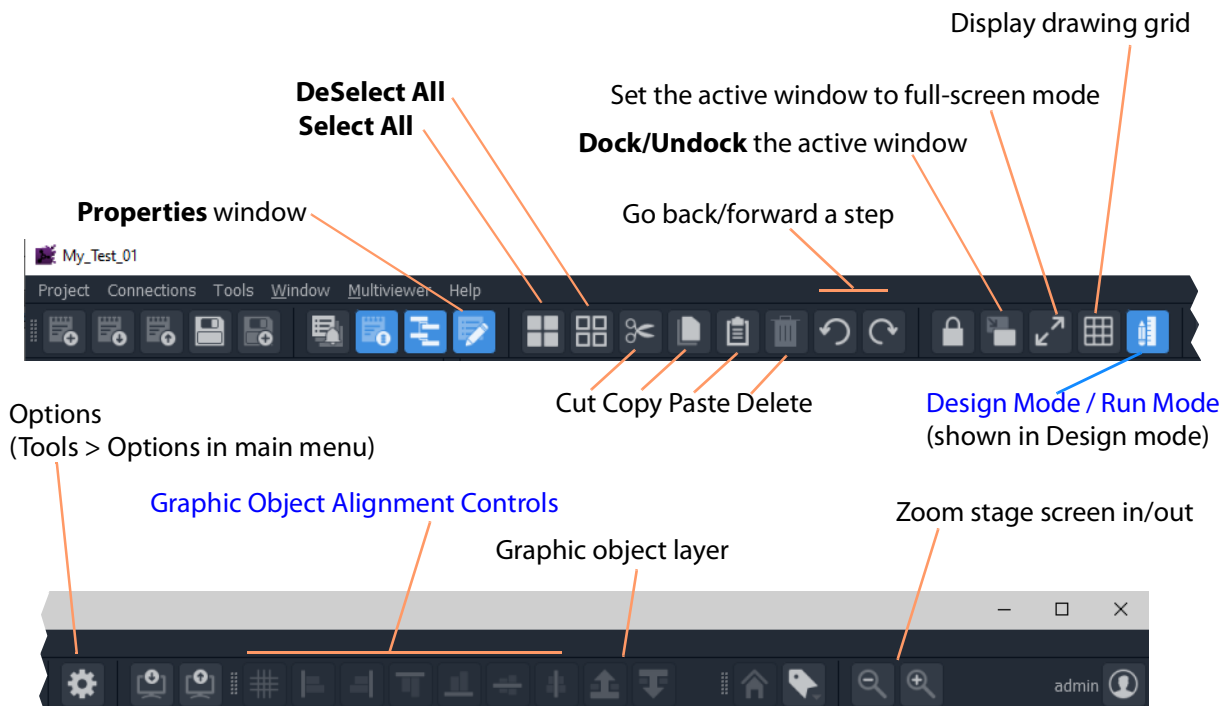 Display drawing grid
DeSelect All
Select All
Set the active window to full-screen mode
Dock/Undock the active window
Properties window
Go back/forward a step
My_Test_01
Project Connections Tools Window Multiviewer Help
Cut Copy Paste Delete
Design Mode / Run Mode
(shown in Design mode)
Options
(Tools > Options in main menu)
Graphic Object Alignment Controls
Zoom stage screen in/out
Graphic object layer
admin